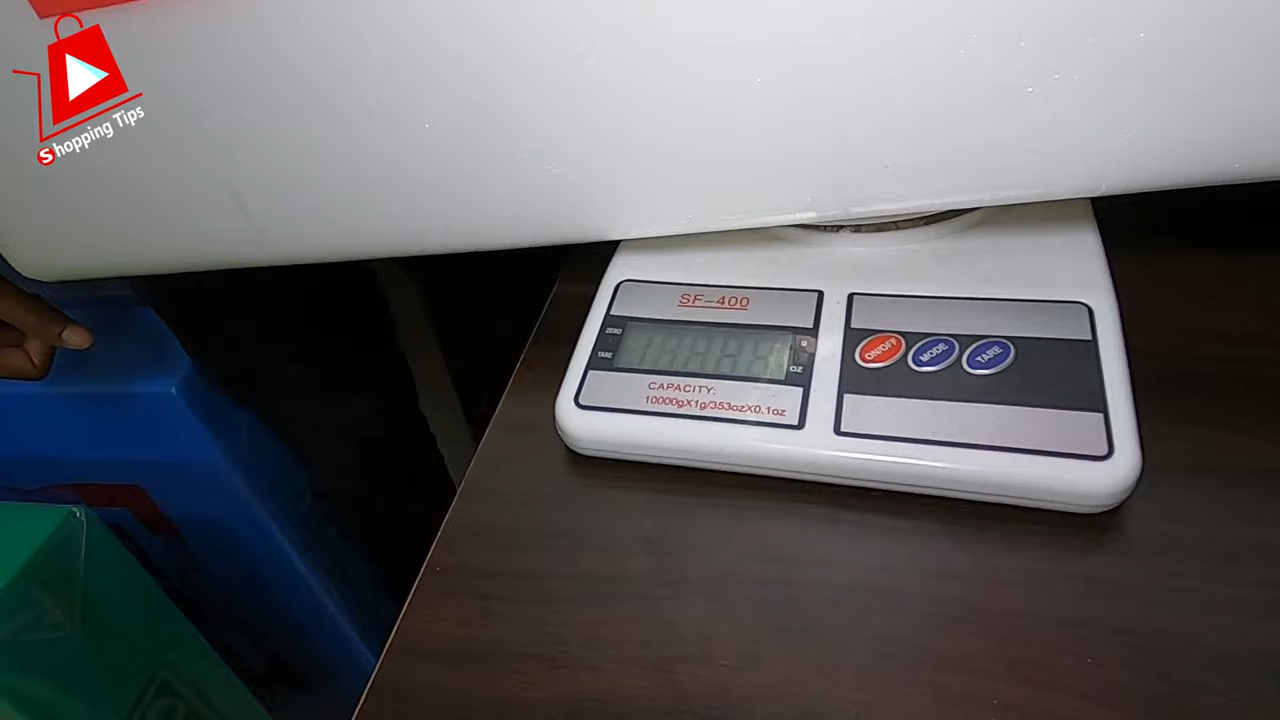 Shopping Tips
SF-400
ZERO
TARE
g
OZ
CAPACITY:
10000gX1g/353ozX0.1oz
ON/OFF
MODE
TARE